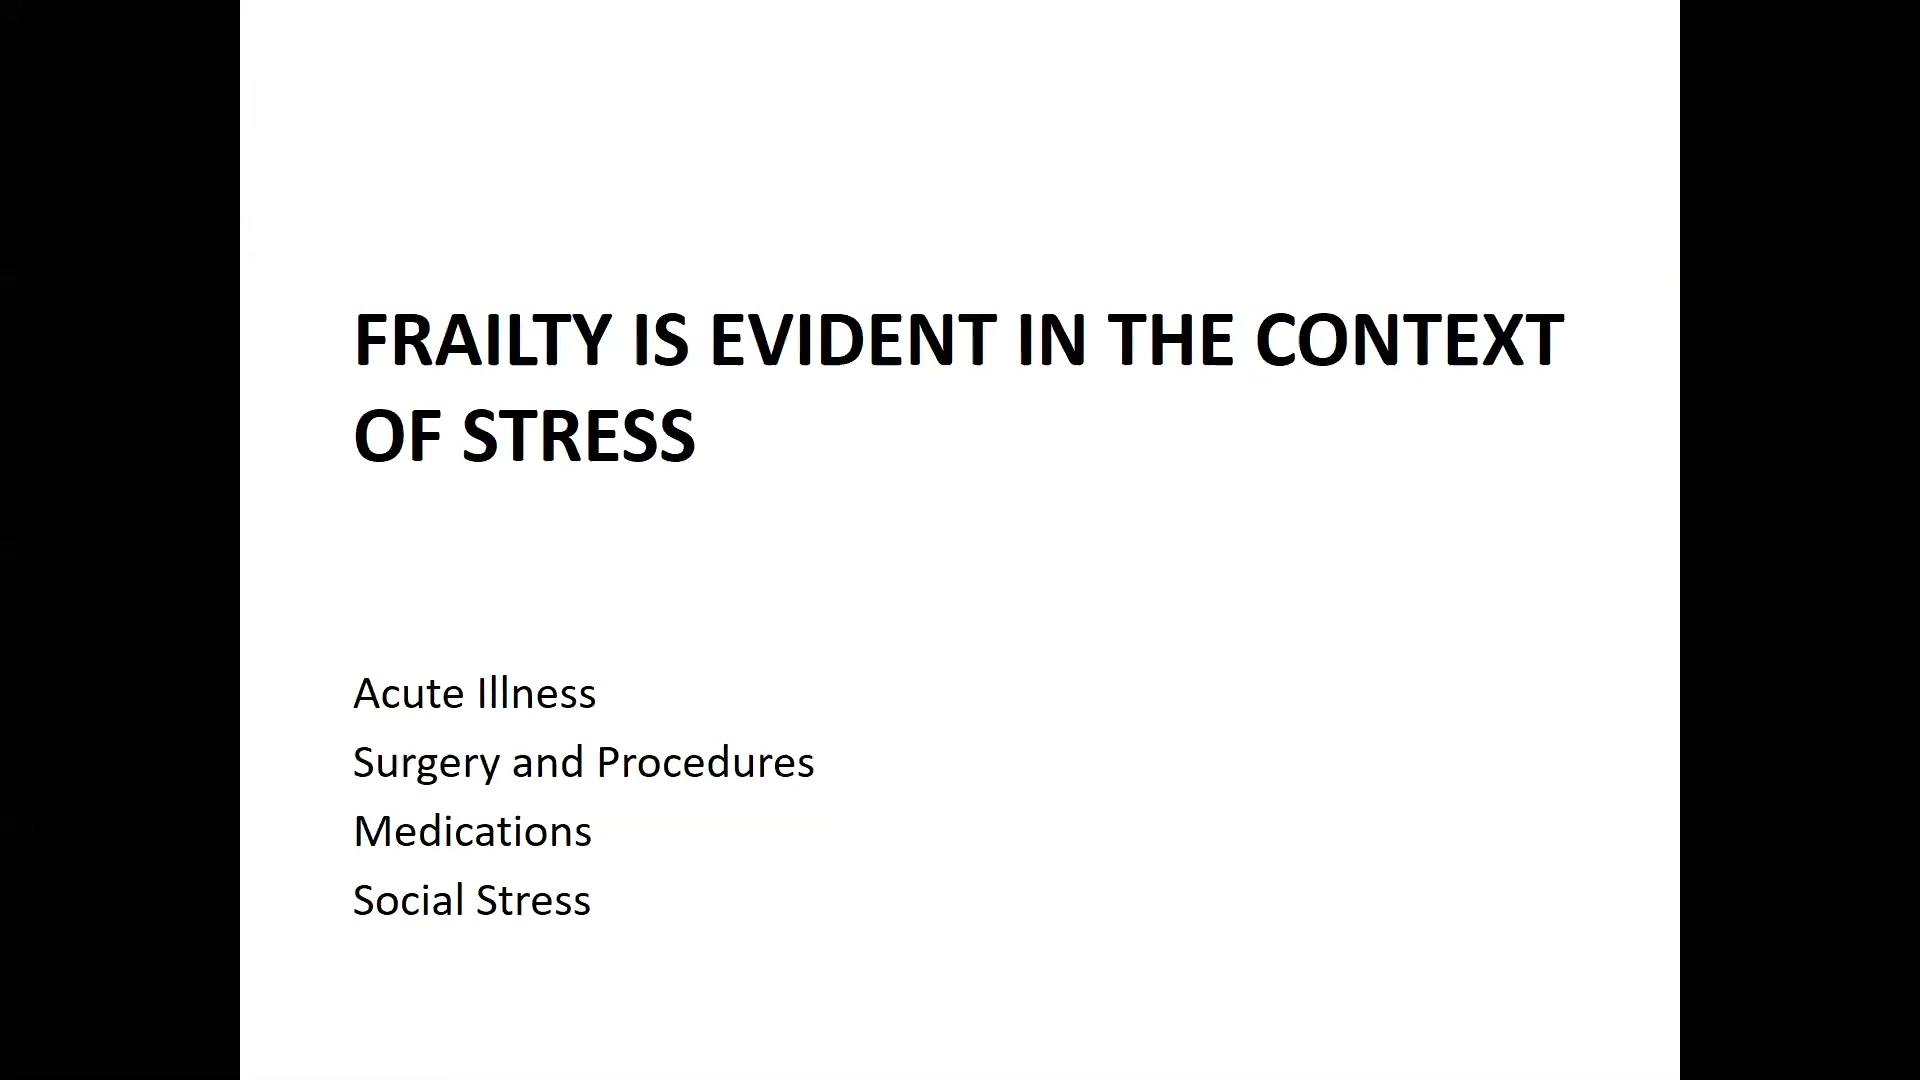 FRAILTY IS EVIDENT IN THE CONTEXT
OF STRESS
Acute Illness
Surgery and Procedures
Medications
Social Stress